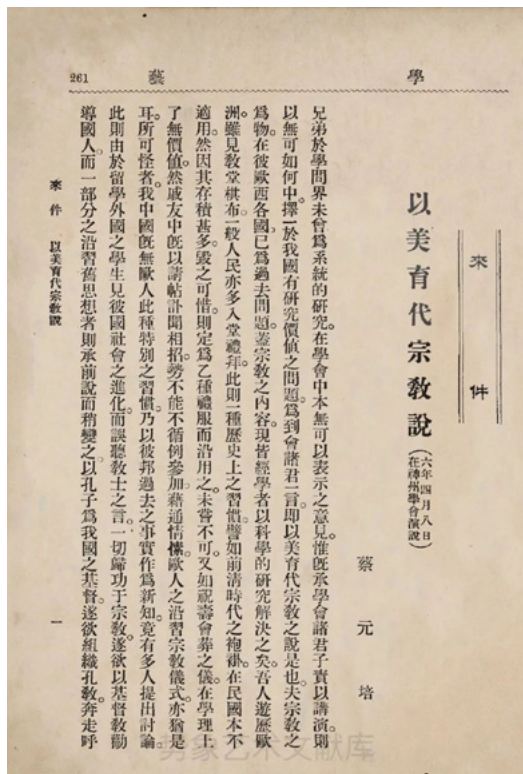 學
藝
261
來件
以美育代宗教說(六年四月八日在神州學會演說)
蔡元培
兄弟於學問界未曾爲系統的研究。在學會中本無可以表示之意見。惟旣承學會諸君子責以講演。則
以無可如何中。擇一於我國有研究價值之問題。爲到會諸君一言。卽以美育代宗教之說是也。夫宗教之
爲物。在彼歐西各國。已爲過去問題。蓋宗教之內容。現皆經學者以科學的研究解決之矣。吾人遊歷歐
洲。雖見教堂棋布。一般人民亦多入堂禮拜。此則一種歷史上之習慣。譬如前清時代之袍褂。在民國本不
適用。然因其存積甚多。毀之可惜。則定爲乙種禮服而沿用之。未嘗不可。又如祝壽會葬之儀。在學理上
了無價値。然戚友中旣以請帖訃聞相招。勢不能不循例參加。藉通情愫。歐人之沿習宗教儀式。亦猶是
耳。所可怪者。我中國旣無歐人此種特別之習慣。乃以彼邦過去之事實作爲新知。竟有多人提出討論。
此則由於留學外國之學生。見彼國社會之進化。而誤聽教士之言。一切歸功于宗教。遂欲以基督教勸
導國人。而一部分之沿習舊思想者。則承前說而稍變之。以孔子爲我國之基督。遂欲組織孔教。奔走呼
來件 以美育代宗教說
一
势象艺术文献库